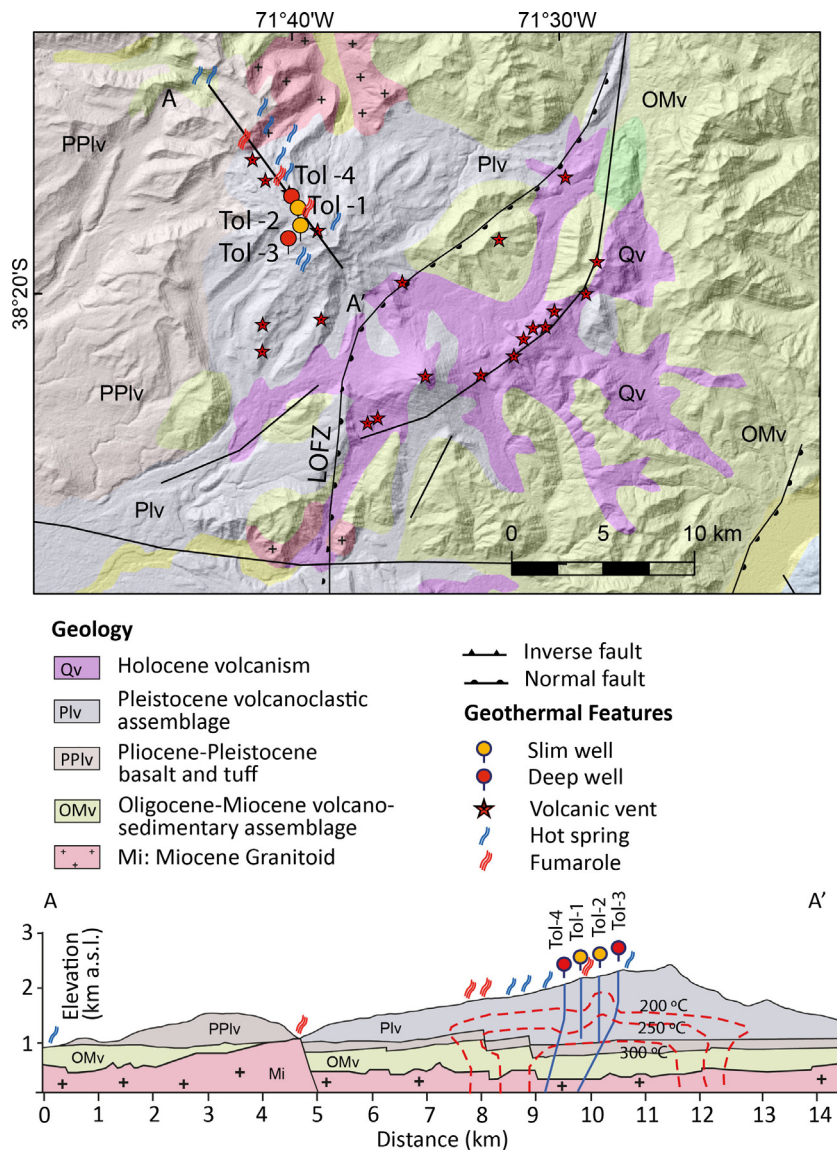 71°40'W
71°30'W
38°20'S
A
PPlv
OMv
Plv
Tol -4
Tol -1
Tol -2
Tol -3
Qv
A'
PPlv
Qv
OMv
LOFZ
Plv
0 5 10 km
Geology
Qv Holocene volcanism
Plv Pleistocene volcanoclastic
assemblage
PPlv Pliocene-Pleistocene
basalt and tuff
OMv Oligocene-Miocene volcano-
sedimentary assemblage
Mi: Miocene Granitoid
Inverse fault
Normal fault
Geothermal Features
Slim well
Deep well
Volcanic vent
Hot spring
Fumarole
A
A'
Elevation
(km a.s.l.)
3
2
1
Tol-4
Tol-1
Tol-2
Tol-3
200 ºC
250 ºC
300 ºC
PPlv
Plv
OMv
OMv
Mi
0 1 2 3 4 5 6 7 8 9 10 11 12 13 14
Distance (km)